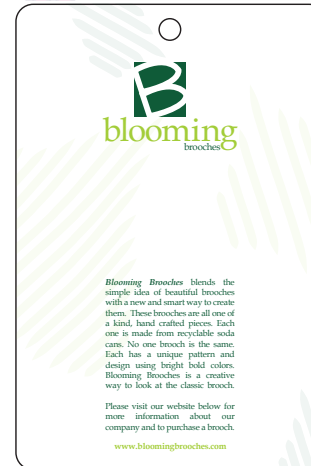 B
blooming
brooches
Blooming Brooches blends the
simple idea of beautiful brooches
with a new and smart way to create
them. These brooches are all one of
a kind, hand crafted pieces. Each
one is made from recyclable soda
cans. No one brooch is the same.
Each has a unique pattern and
design using bright bold colors.
Blooming Brooches is a creative
way to look at the classic brooch.
Please visit our website below for
more information about our
company and to purchase a brooch.
www.bloomingbrooches.com